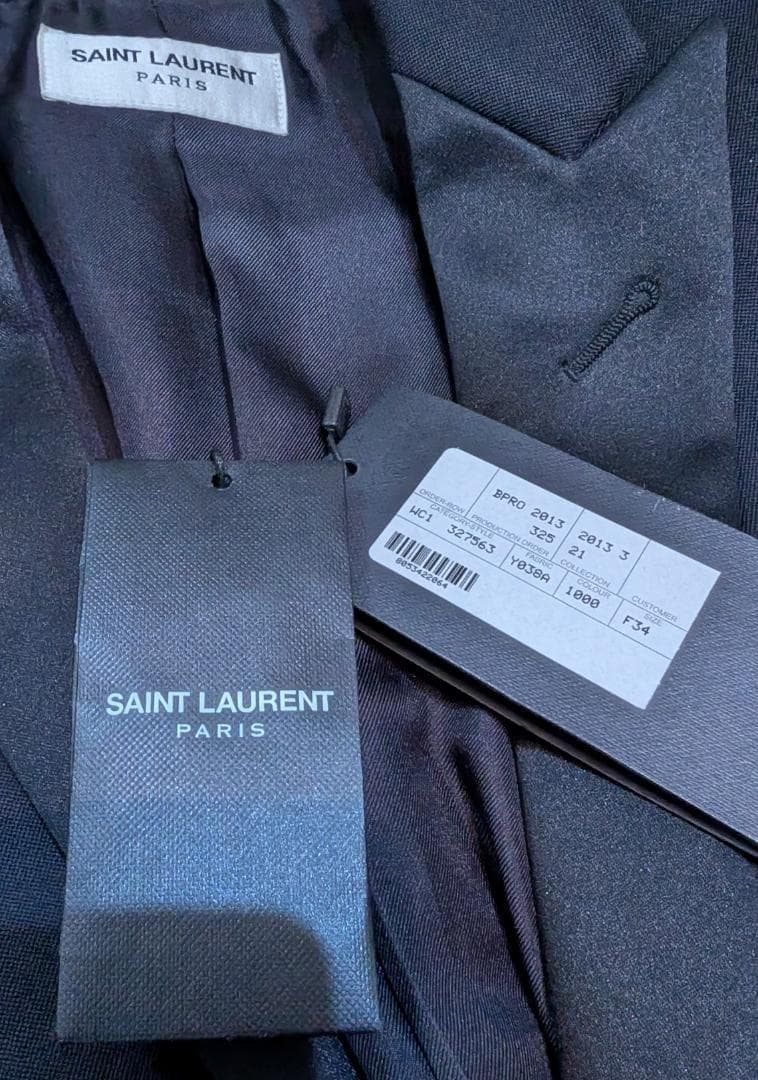 SAINT LAURENT
PARIS
SAINT LAURENT
PARIS
BPRO 2013
2013 3
ORDER-ROW
PRODUCTION ORDER
325
COLLECTION
21
CUSTOMER
CATEGORY-STYLE
WC1 327563
FABRIC
Y038A
COLOUR
1000
SIZE
F34
8053422064